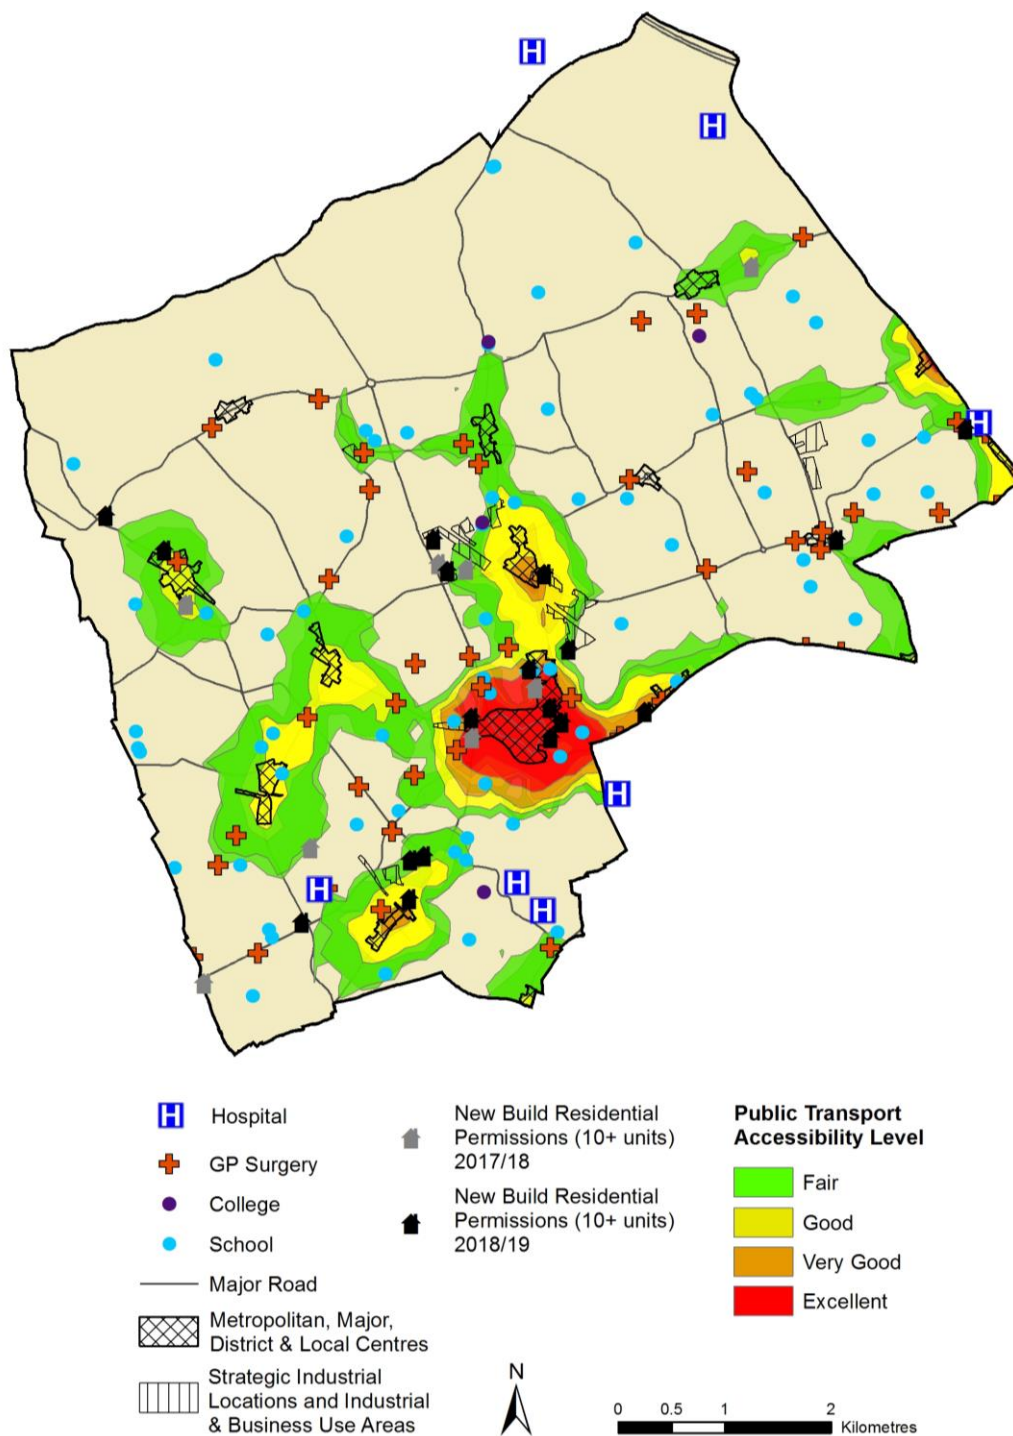 H
H
H
H
H
H
H
H Hospital
GP Surgery
College
School
Major Road
Metropolitan, Major,
District & Local Centres
Strategic Industrial
Locations and Industrial
& Business Use Areas
New Build Residential
Permissions (10+ units)
2017/18
New Build Residential
Permissions (10+ units)
2018/19
Public Transport
Accessibility Level
Fair
Good
Very Good
Excellent
N
0 0.5 1 2
Kilometres